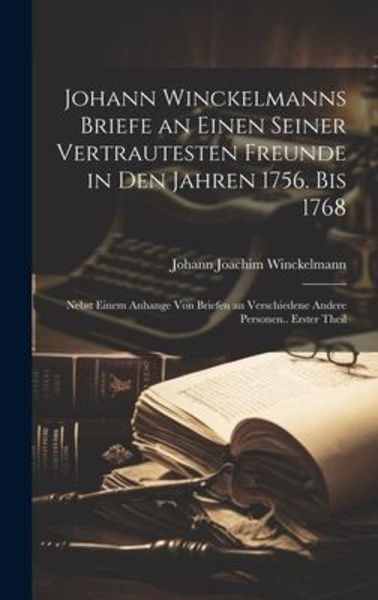 Johann Winckelmanns
Briefe an Einen Seiner
Vertrautesten Freunde
in Den Jahren 1756. Bis
1768
Johann Joachim Winckelmann
Nebst Einem Anhange Von Briefen an Verschiedene Andere
Personen.. Erster Theil